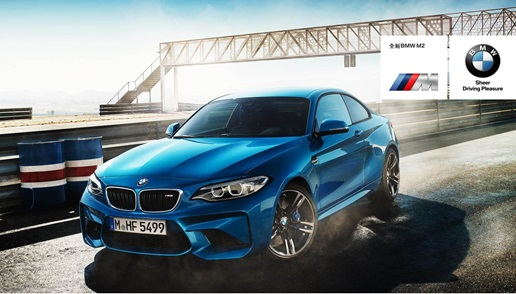 全新BMW M2
M
BMW
Sheer
Driving Pleasure
M HF 5499